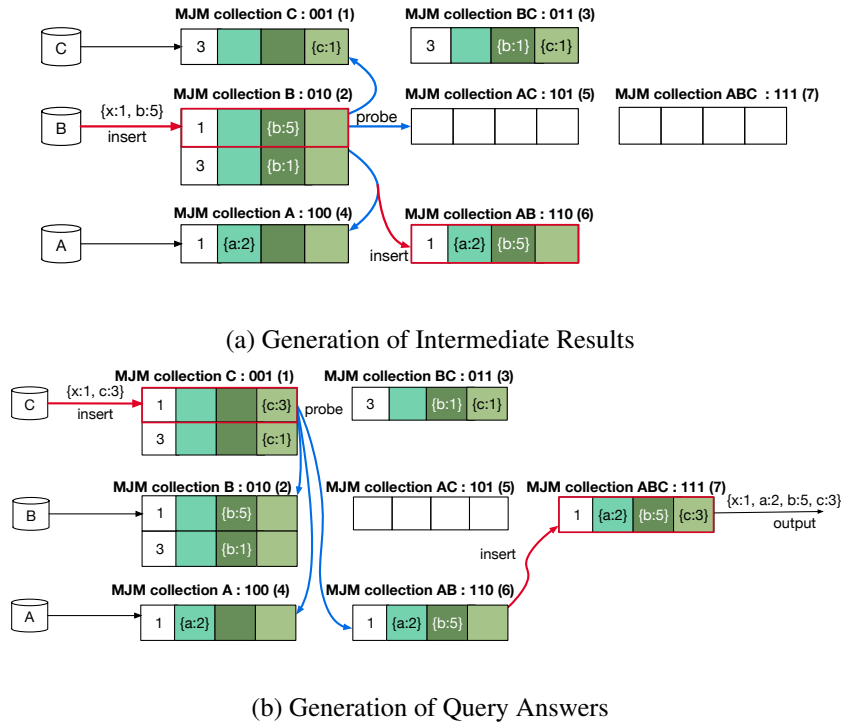 MJM collection C : 001 (1)
MJM collection BC : 011 (3)
C
3
{c:1}
3
{b:1}
{c:1}
MJM collection B : 010 (2)
MJM collection AC : 101 (5)
MJM collection ABC : 111 (7)
{x:1, b:5}
B
insert
1
{b:5}
probe
3
{b:1}
MJM collection A : 100 (4)
MJM collection AB : 110 (6)
A
1
{a:2}
insert
1
{a:2}
{b:5}
(a) Generation of Intermediate Results
MJM collection C : 001 (1)
MJM collection BC : 011 (3)
{x:1, c:3}
C
insert
1
{c:3}
probe
3
{b:1}
{c:1}
3
{c:1}
MJM collection B : 010 (2)
MJM collection AC : 101 (5)
MJM collection ABC : 111 (7)
{x:1, a:2, b:5, c:3}
B
1
{b:5}
1
{a:2}
{b:5}
{c:3}
output
3
{b:1}
insert
MJM collection A : 100 (4)
MJM collection AB : 110 (6)
A
1
{a:2}
1
{a:2}
{b:5}
(b) Generation of Query Answers